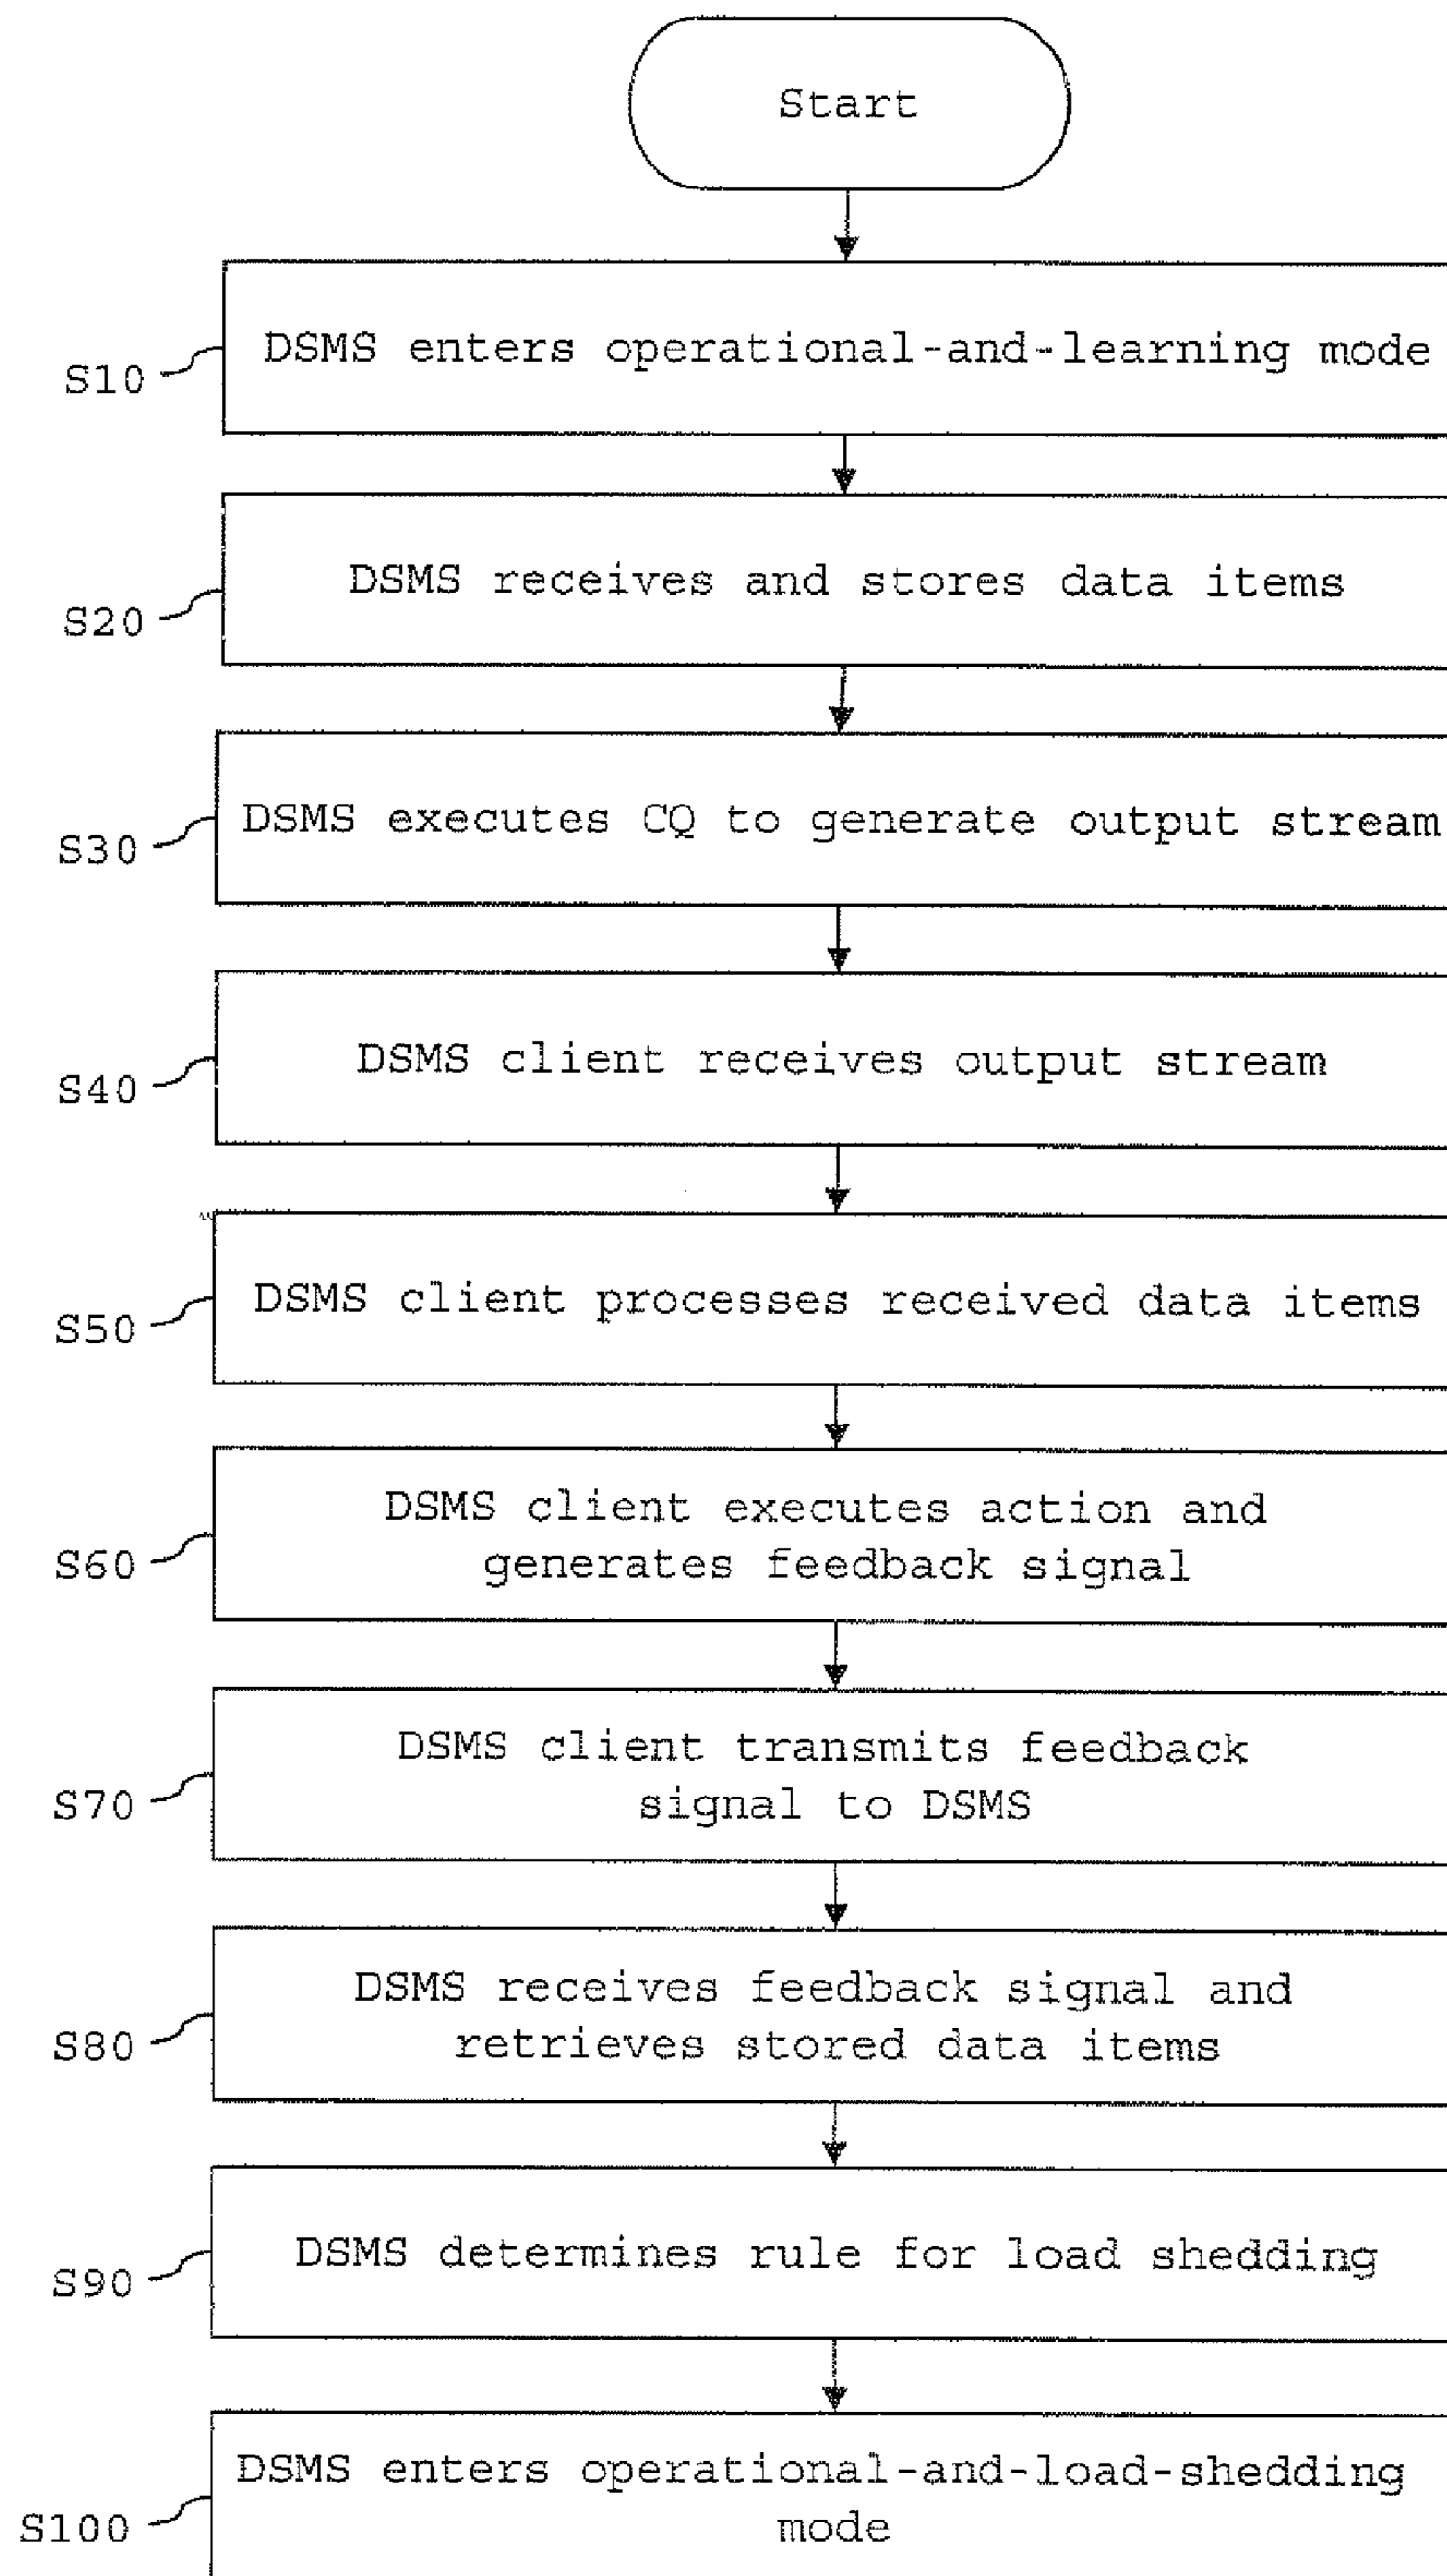 Start
DSMS enters operational-and-learning mode
S10
DSMS receives and stores data items
S20
DSMS executes CQ to generate output stream
S30
DSMS client receives output stream
S40
DSMS client processes received data items
S50
DSMS client executes action and
generates feedback signal
S60
DSMS client transmits feedback
signal to DSMS
S70
DSMS receives feedback signal and
retrieves stored data items
S80
DSMS determines rule for load shedding
S90
DSMS enters operational-and-load-shedding
mode
S100